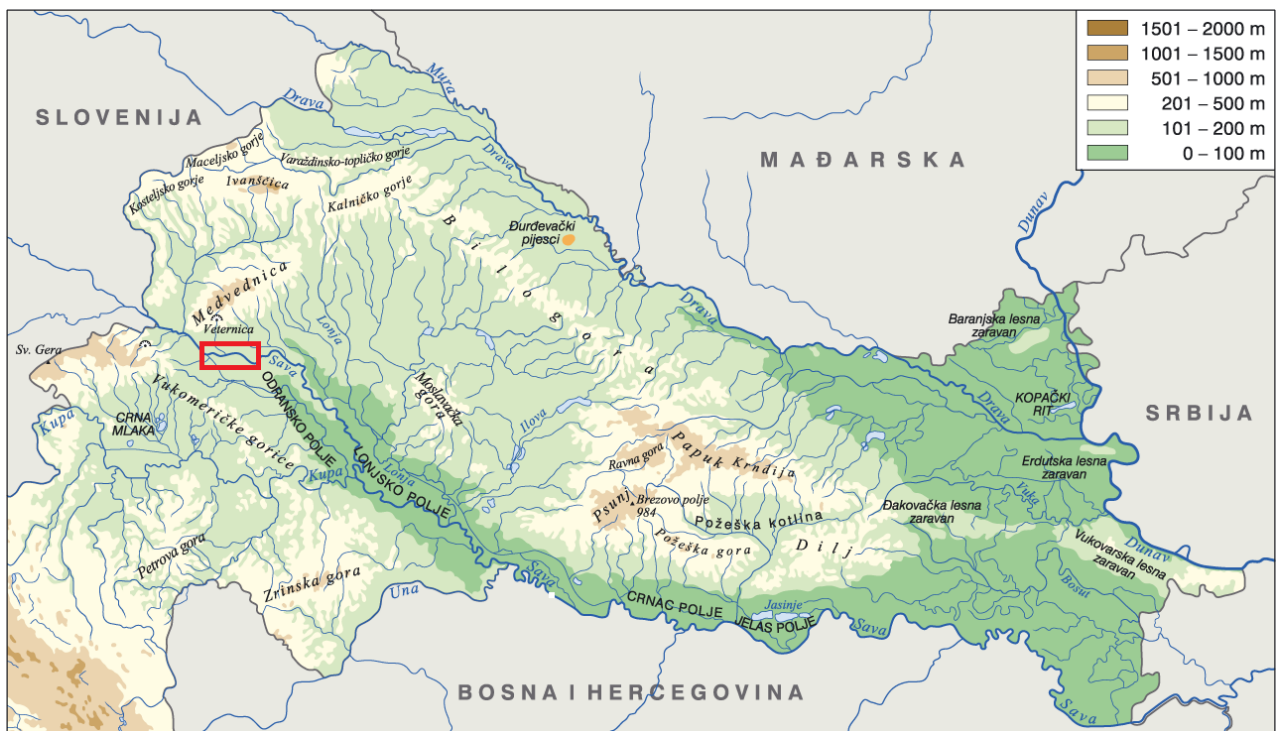 1501 – 2000 m
1001 – 1500 m
501 – 1000 m
201 – 500 m
101 – 200 m
0 – 100 m
SLOVENIJA
MAĐARSKA
SRBIJA
BOSNA I HERCEGOVINA
Mura
Drava
Drava
Maceljsko gorje
Varaždinsko-topličko gorje
Kosteljsko gorje
Ivanšćica
Kalničko gorje
Bilogora
Đurđevački
pijesci
Dunav
Medvednica
Veternica
Lonja
Drava
Baranjska lesna
zaravan
Sv. Gera
Sava
Vukomeričke gorice
ODRANSKO POLJE
Moslavačka
gora
Kupa
CRNA
MLAKA
Ilova
KOPAČKI
RIT
Drava
Papuk Krndija
Ravna gora
Kupa
LONJSKO POLJE
Lonja
Erdutska lesna
zaravan
Psunj
Brezovo polje
984
Vuka
Požeška kotlina
Đakovačka lesna
zaravan
Petrova gora
Požeška gora
Dilj
Dunav
Vukovarska lesna
zaravan
Zrinska gora
Una
Sava
Bosut
CRNAC POLJE
Jasinje
JELAS POLJE
Sava
Sava